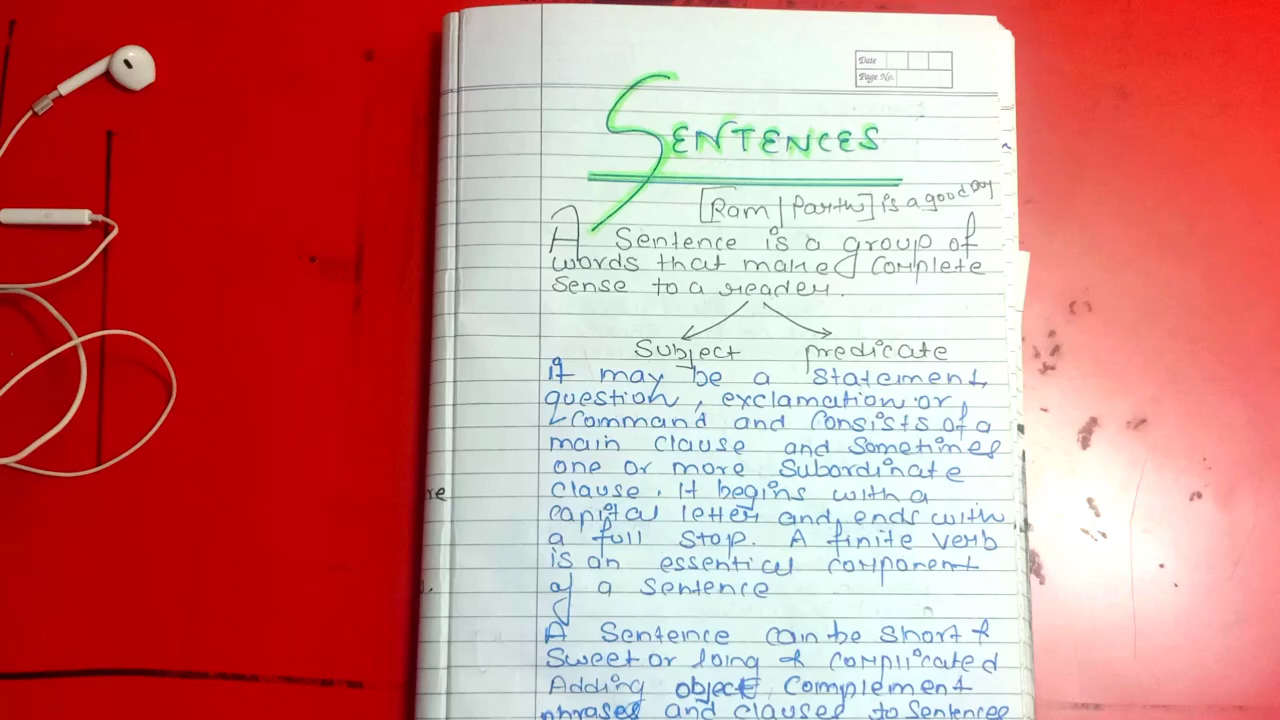 Date
Page No.
SENTENCES
[Ram | Parth] is a good boy
A Sentence is a group of
words that make complete
Sense to a reader.
Subject predicate
it may be a statement,
question, exclamation or
Command and consists of a
main clause and sometimes
one or more subordinate
clause. It begins with a
capital letter and ends with
a full stop. A finite verb
is an essential component
of a sentence
A Sentence can be short &
Sweet or long & complicated
Adding object, complement
phrases and clauses to sentences
re